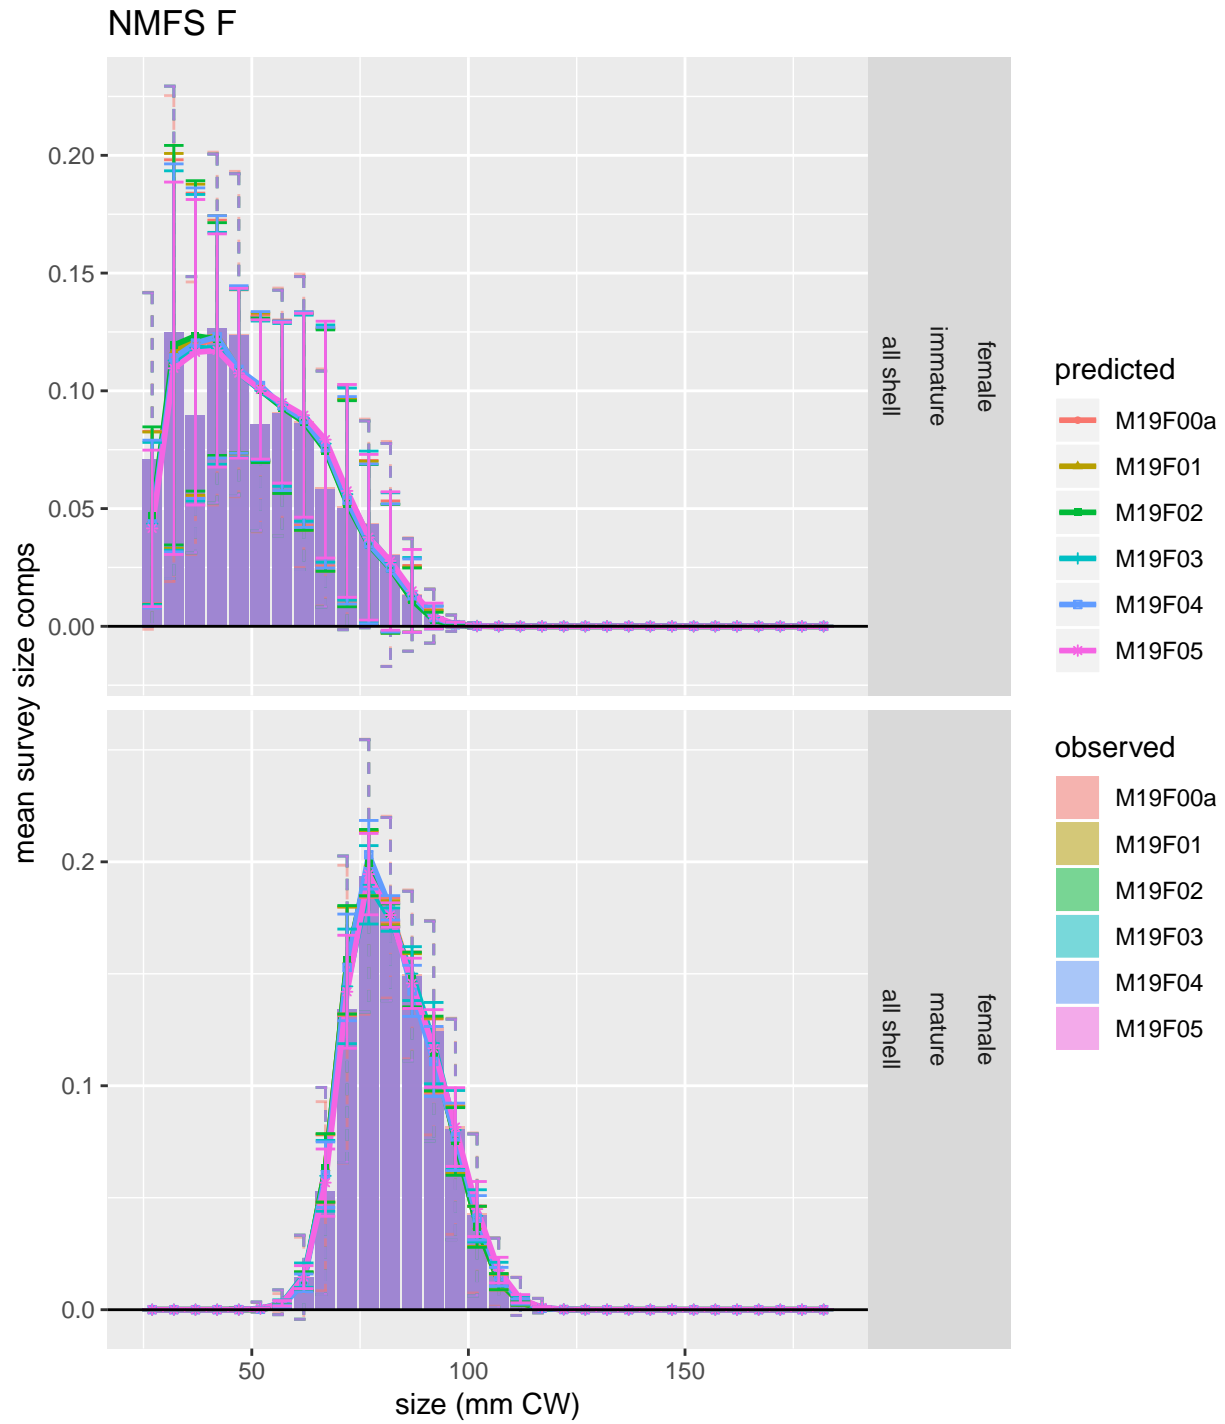 NMFS F
mean survey size comps
0.20
0.15
0.10
0.05
0.00
female
immature
all shell
0.2
0.1
0.0
female
mature
all shell
50
100
150
size (mm CW)
predicted
M19F00a
M19F01
M19F02
M19F03
M19F04
M19F05
observed
M19F00a
M19F01
M19F02
M19F03
M19F04
M19F05